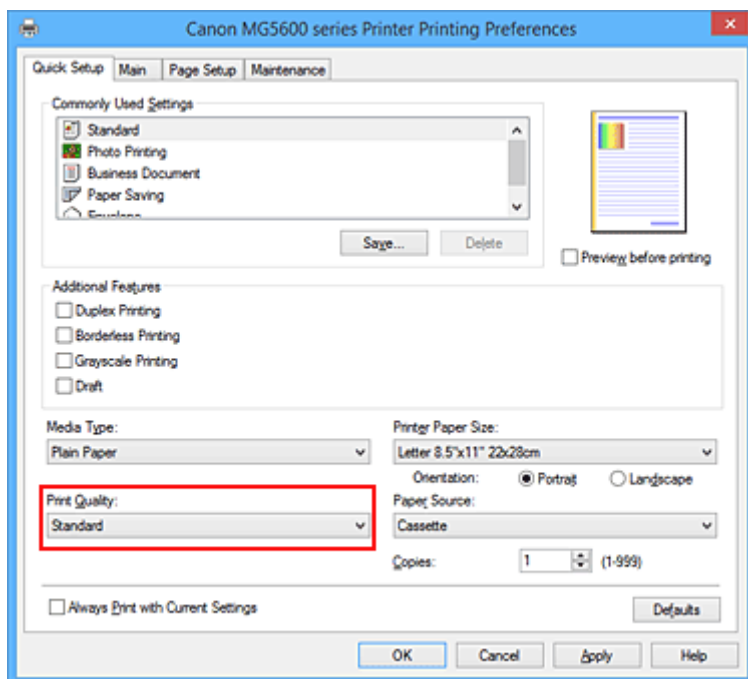 Canon MG5600 series Printer Printing Preferences
Quick Setup Main Page Setup Maintenance
Commonly Used Settings
Standard
Photo Printing
Business Document
Paper Saving
Envelope
Save... Delete
Preview before printing
Additional Features
Duplex Printing
Borderless Printing
Grayscale Printing
Draft
Media Type:
Plain Paper
Printer Paper Size:
Letter 8.5"x11" 22x28cm
Orientation: Portrait Landscape
Print Quality:
Standard
Paper Source:
Cassette
Copies: 1 (1-999)
Always Print with Current Settings
Defaults
OK Cancel Apply Help